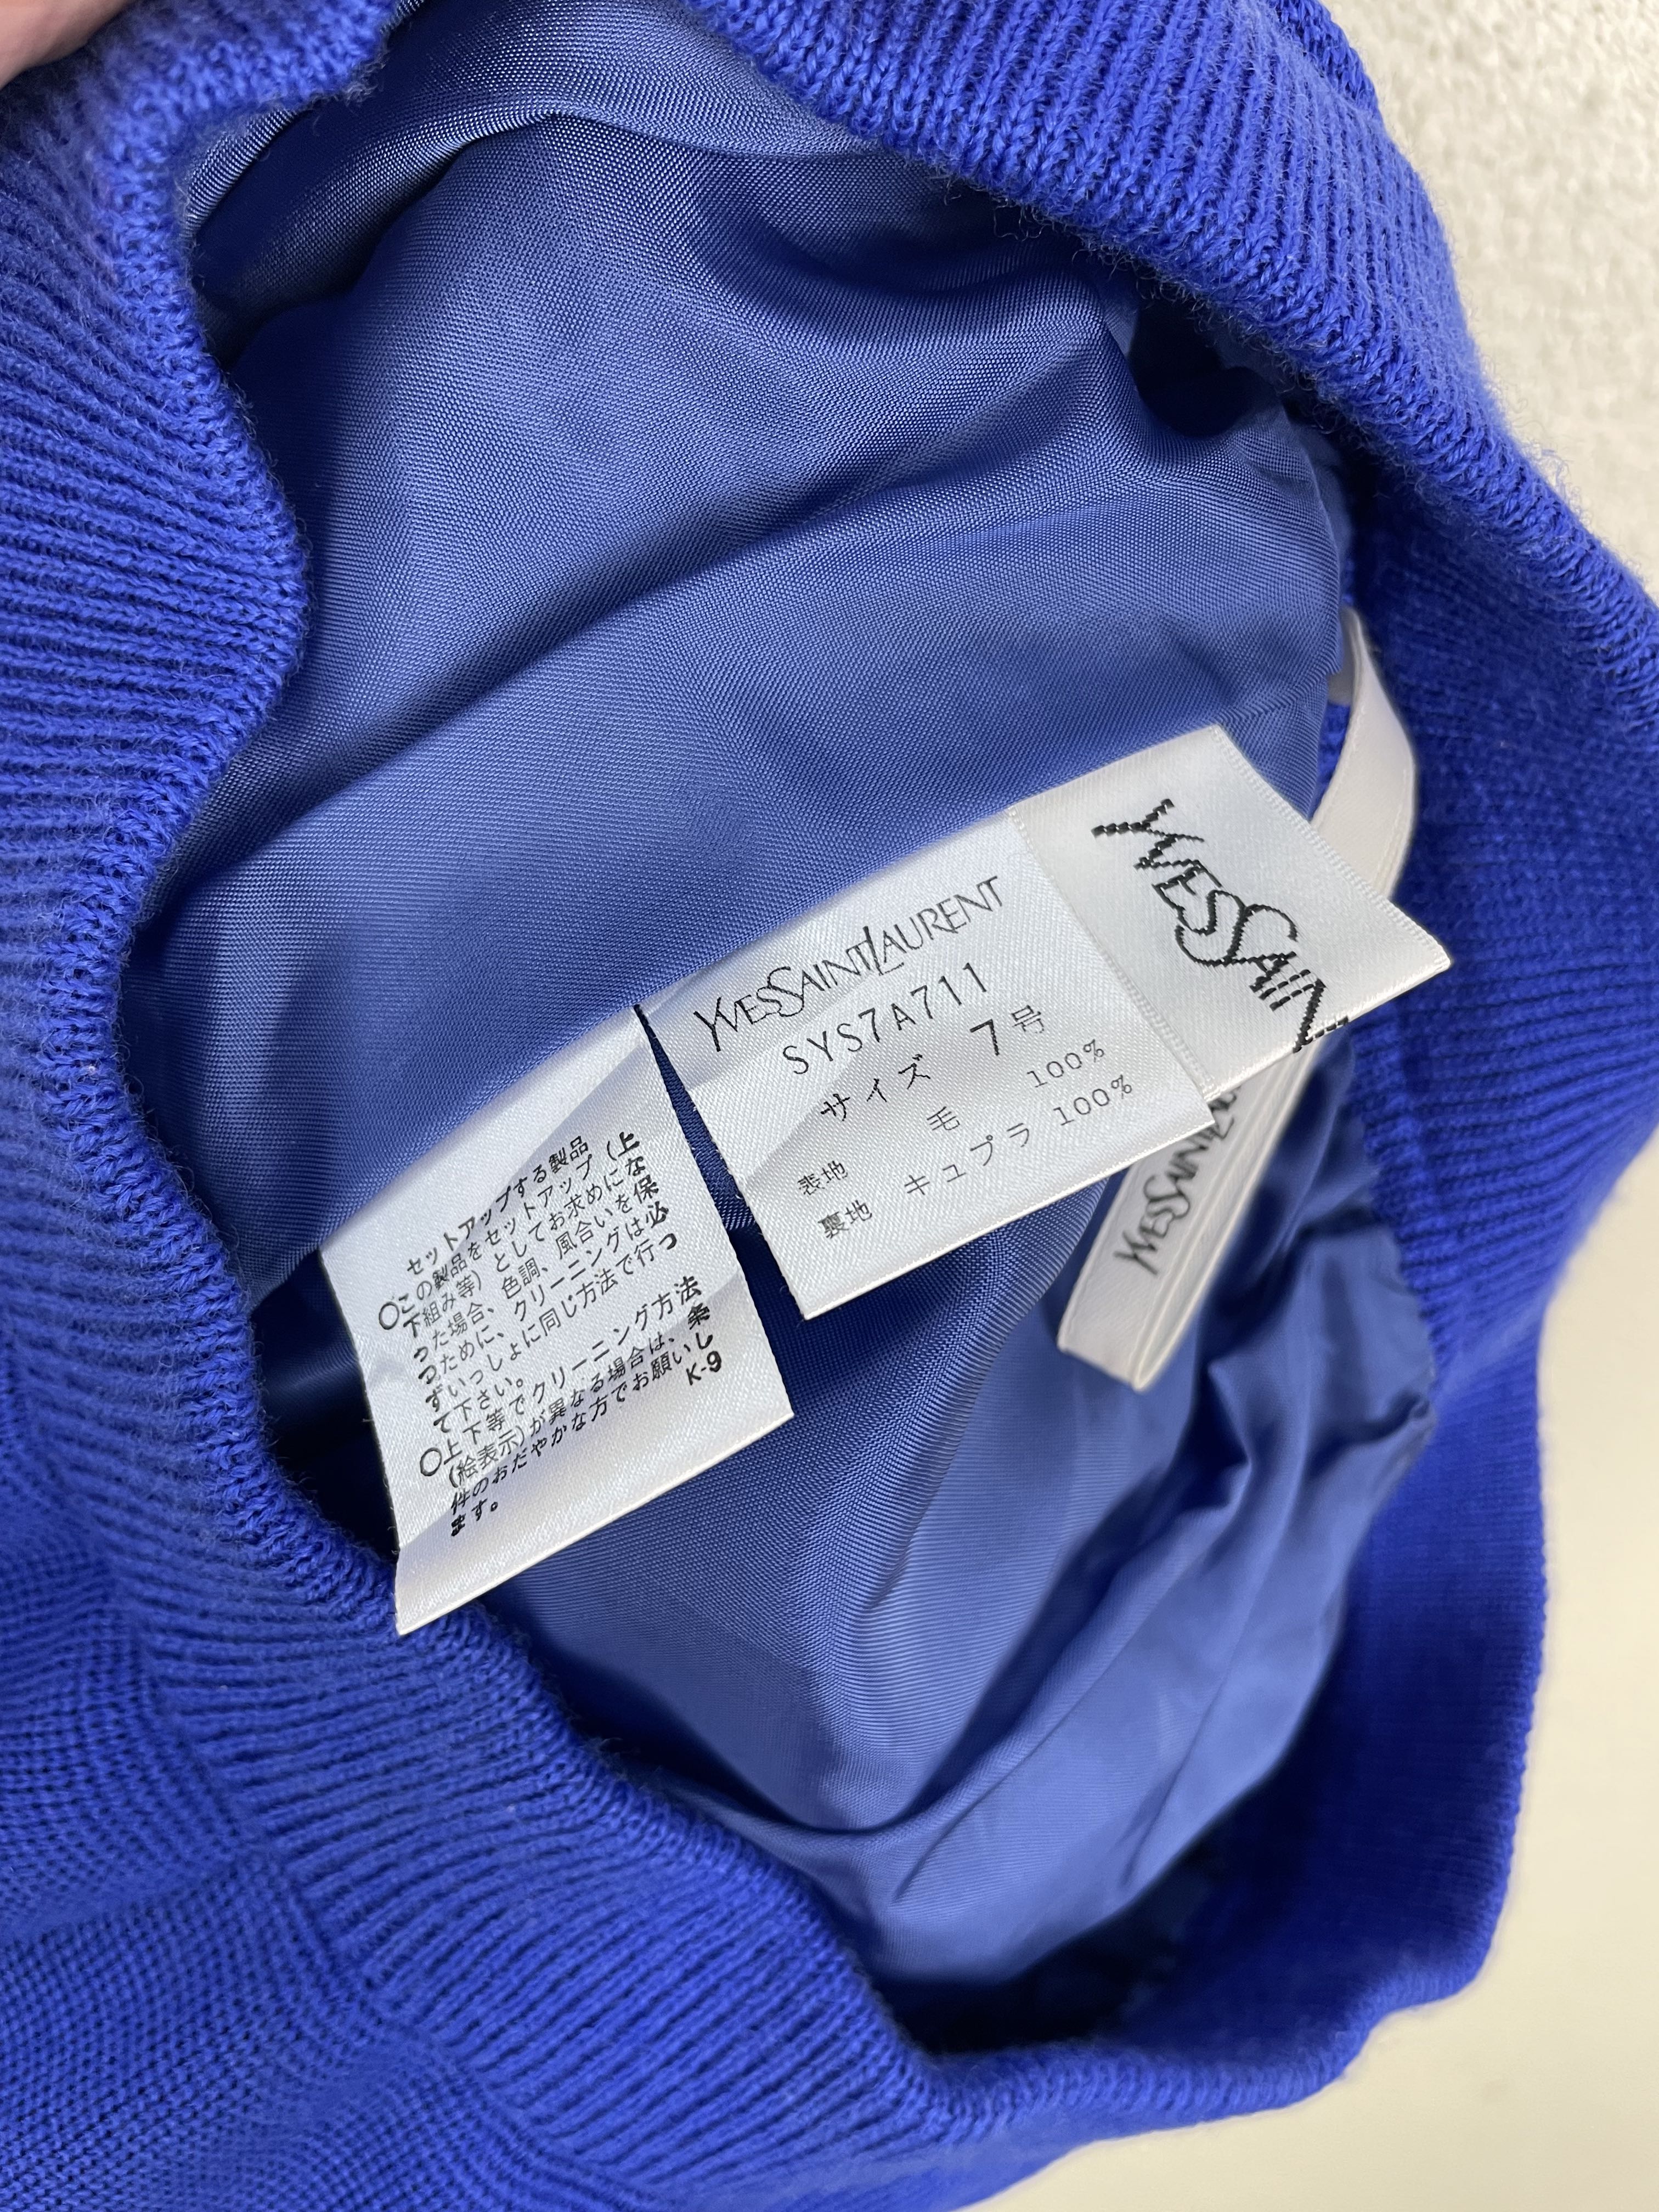 YVES SAIN
YVES SAINT LAURENT
SYS7A711
サイズ 7号
表地 毛 100%
裏地 キュプラ 100%
セットアップする製品
○この製品をセットアップ(上
下組み等)としてお求めにな
った場合、色調、風合いを保
つために、クリーニングは必
ずいっしょに同じ方法で行っ
て下さい。
○上下等でクリーニング方法
(絵表示)が異なる場合は、条
件のおだやかな方でお願いし
ます。
K-9
YVES SAINT